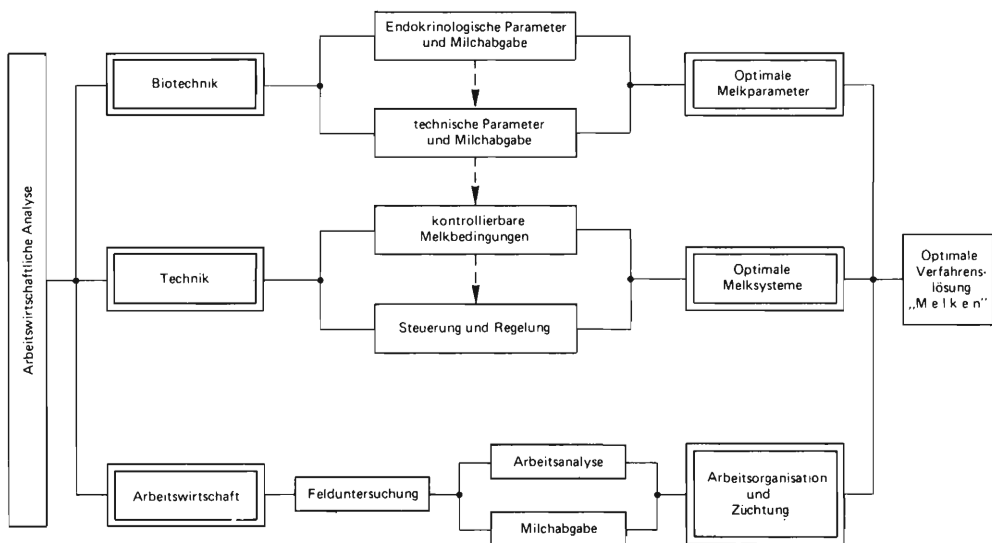 Arbeitswirtschaftliche Analyse
Biotechnik
Endokrinologische Parameter
und Milchabgabe
technische Parameter
und Milchabgabe
Optimale
Melkparameter
Technik
kontrollierbare
Melkbedingungen
Steuerung und Regelung
Optimale
Melksysteme
Arbeitswirtschaft
Felduntersuchung
Arbeitsanalyse
Milchabgabe
Arbeitsorganisation
und
Züchtung
Optimale
Verfahrens-
lösung
„Melken"